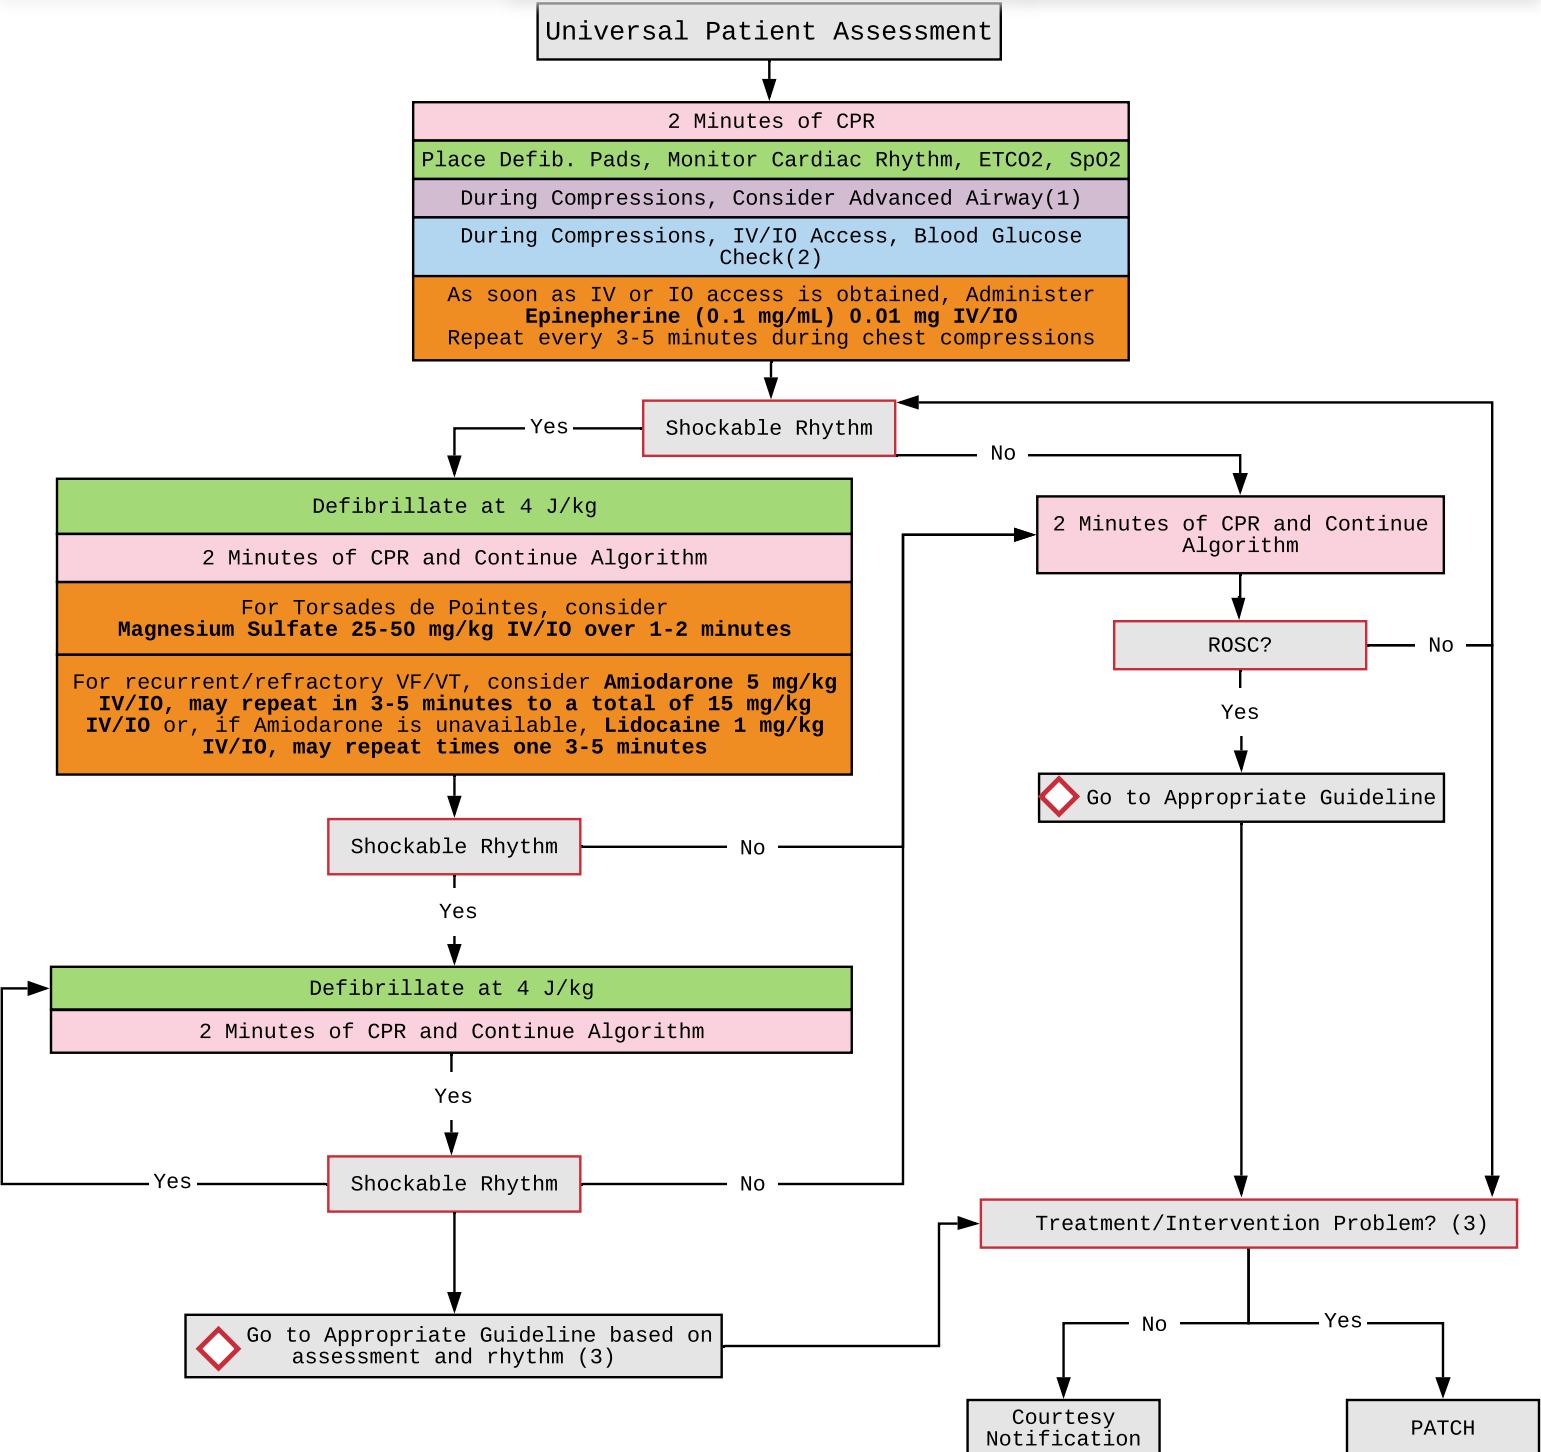 Universal Patient Assessment
2 Minutes of CPR
Place Defib. Pads, Monitor Cardiac Rhythm, ETCO2, SpO2
During Compressions, Consider Advanced Airway(1)
During Compressions, IV/IO Access, Blood Glucose
Check(2)
As soon as IV or IO access is obtained, Administer
Epinepherine (0.1 mg/mL) 0.01 mg IV/IO
Repeat every 3-5 minutes during chest compressions
Shockable Rhythm
Yes
No
Defibrillate at 4 J/kg
2 Minutes of CPR and Continue Algorithm
For Torsades de Pointes, consider
Magnesium Sulfate 25-50 mg/kg IV/IO over 1-2 minutes
For recurrent/refractory VF/VT, consider Amiodarone 5 mg/kg
IV/IO, may repeat in 3-5 minutes to a total of 15 mg/kg
IV/IO or, if Amiodarone is unavailable, Lidocaine 1 mg/kg
IV/IO, may repeat times one 3-5 minutes
2 Minutes of CPR and Continue
Algorithm
ROSC?
No
Yes
Go to Appropriate Guideline
Shockable Rhythm
No
Yes
Defibrillate at 4 J/kg
2 Minutes of CPR and Continue Algorithm
Yes
Shockable Rhythm
Yes
No
Go to Appropriate Guideline based on
assessment and rhythm (3)
Treatment/Intervention Problem? (3)
No
Yes
Courtesy
Notification
PATCH